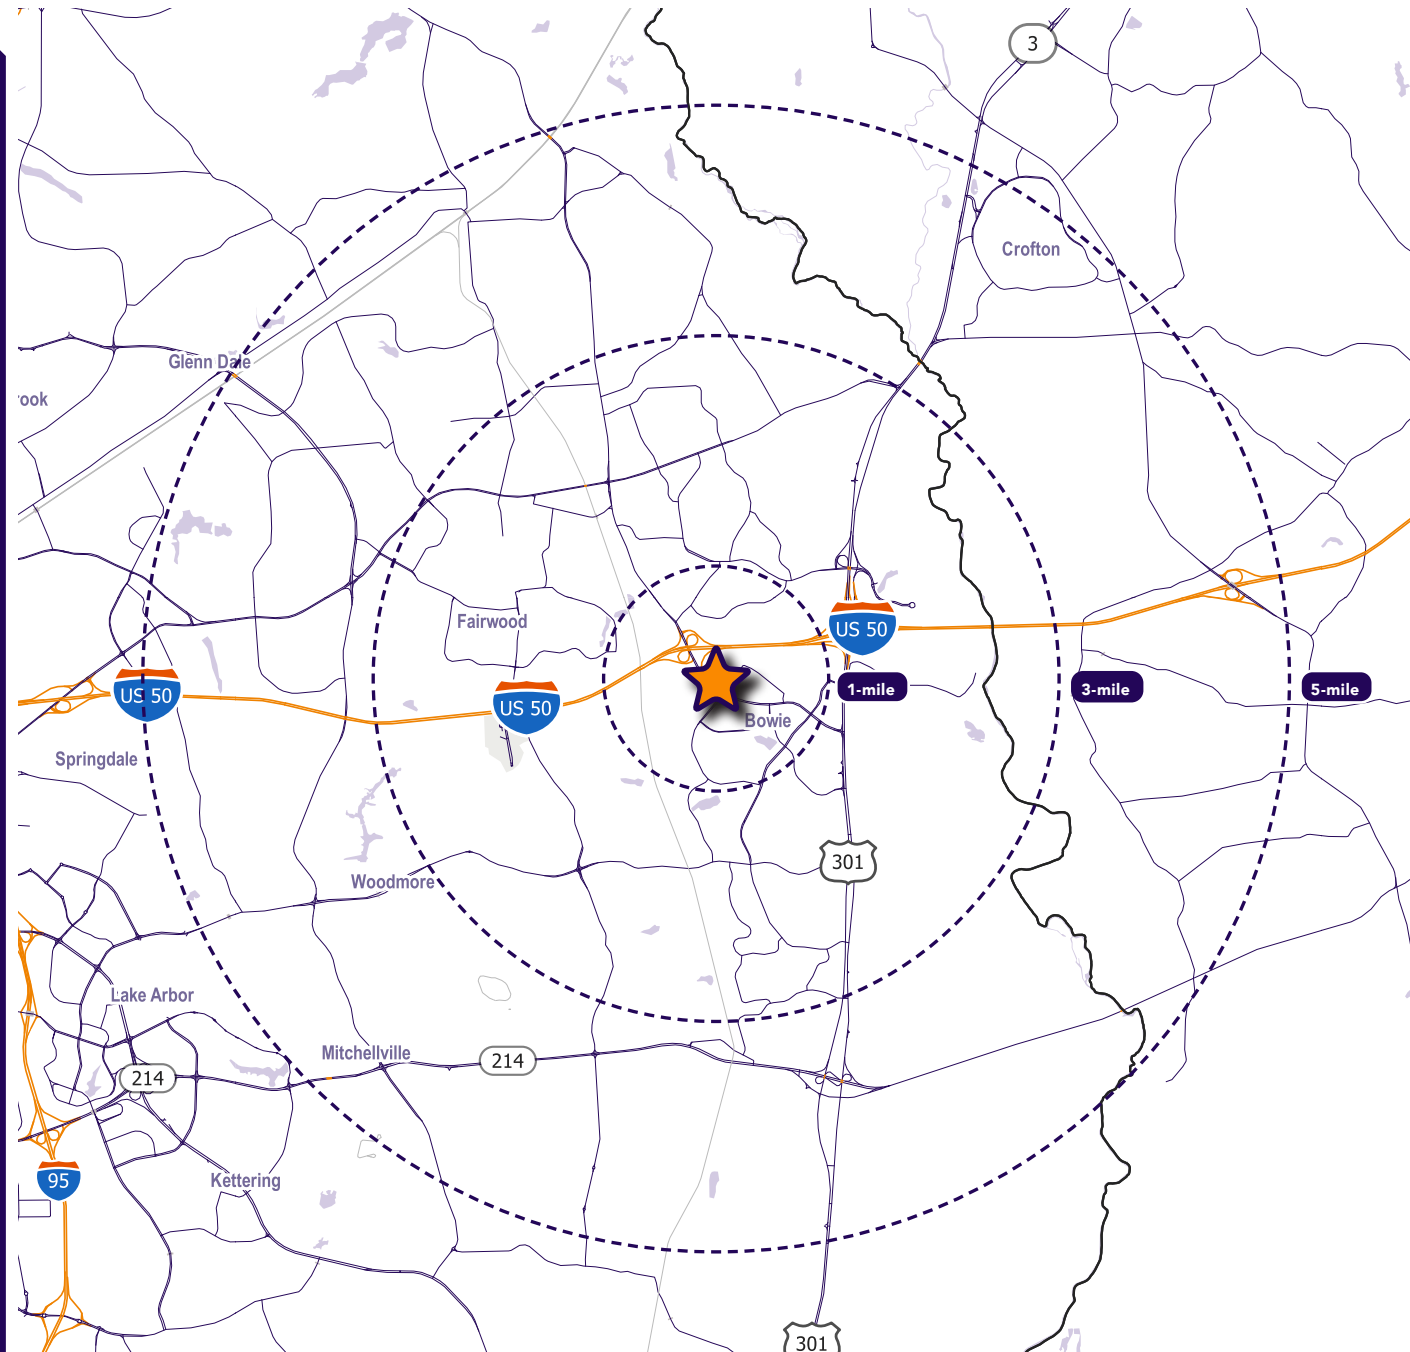 3
Crofton
Glenn Dale
rook
Fairwood
US 50
US 50
US 50
1-mile
3-mile
5-mile
Bowie
Springdale
301
Woodmore
Lake Arbor
Mitchellville
214
214
95
Kettering
301